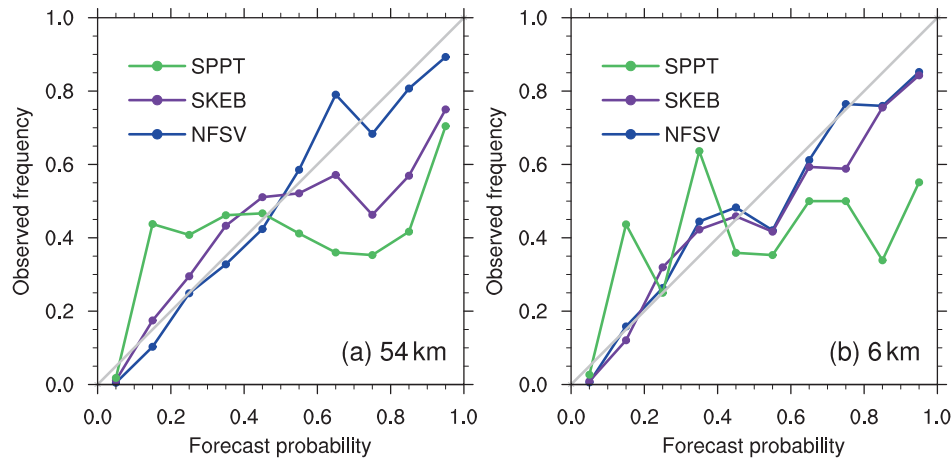 1.0
0.8
0.6
0.4
0.2
0.0
Observed frequency
SPPT
SKEB
NFSV
(a) 54 km
0.0 0.2 0.4 0.6 0.8 1.0
Forecast probability
1.0
0.8
0.6
0.4
0.2
0.0
Observed frequency
SPPT
SKEB
NFSV
(b) 6 km
0.0 0.2 0.4 0.6 0.8 1.0
Forecast probability